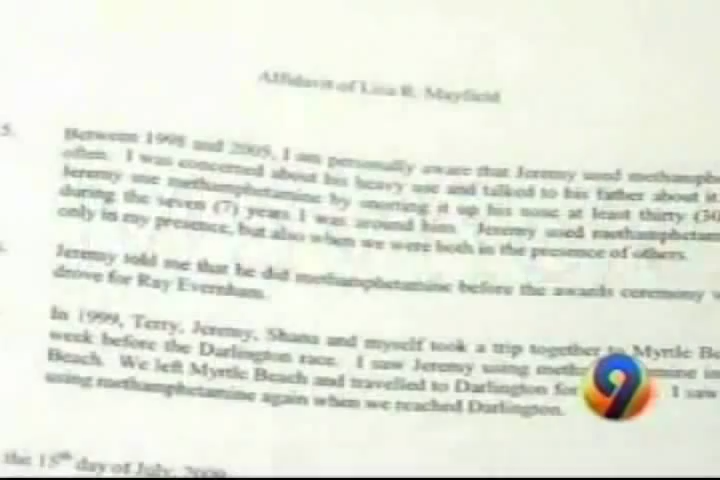 Affidavit of Lisa R. Mayfield
5. Between 1998 and 2005, I am personally aware that Jeremy used methamphe
often. I was concerned about his heavy use and talked to his father about it
Jeremy use methamphetamine by snorting it up his nose at least thirty (30
during the seven (7) years I was around him. Jeremy used methamphetam
only in my presence, but also when we were both in the presence of others.
Jeremy told me that he did methamphetamine before the awards ceremony
drove for Ray Evernham.
In 1999, Terry, Jeremy, Shana and myself took a trip together to Myrtle Be
week before the Darlington race. I saw Jeremy using meth mine in
Beach. We left Myrtle Beach and travelled to Darlington for I saw
using methamphetamine again when we reached Darlington.
the 15th day of July, 2009
9